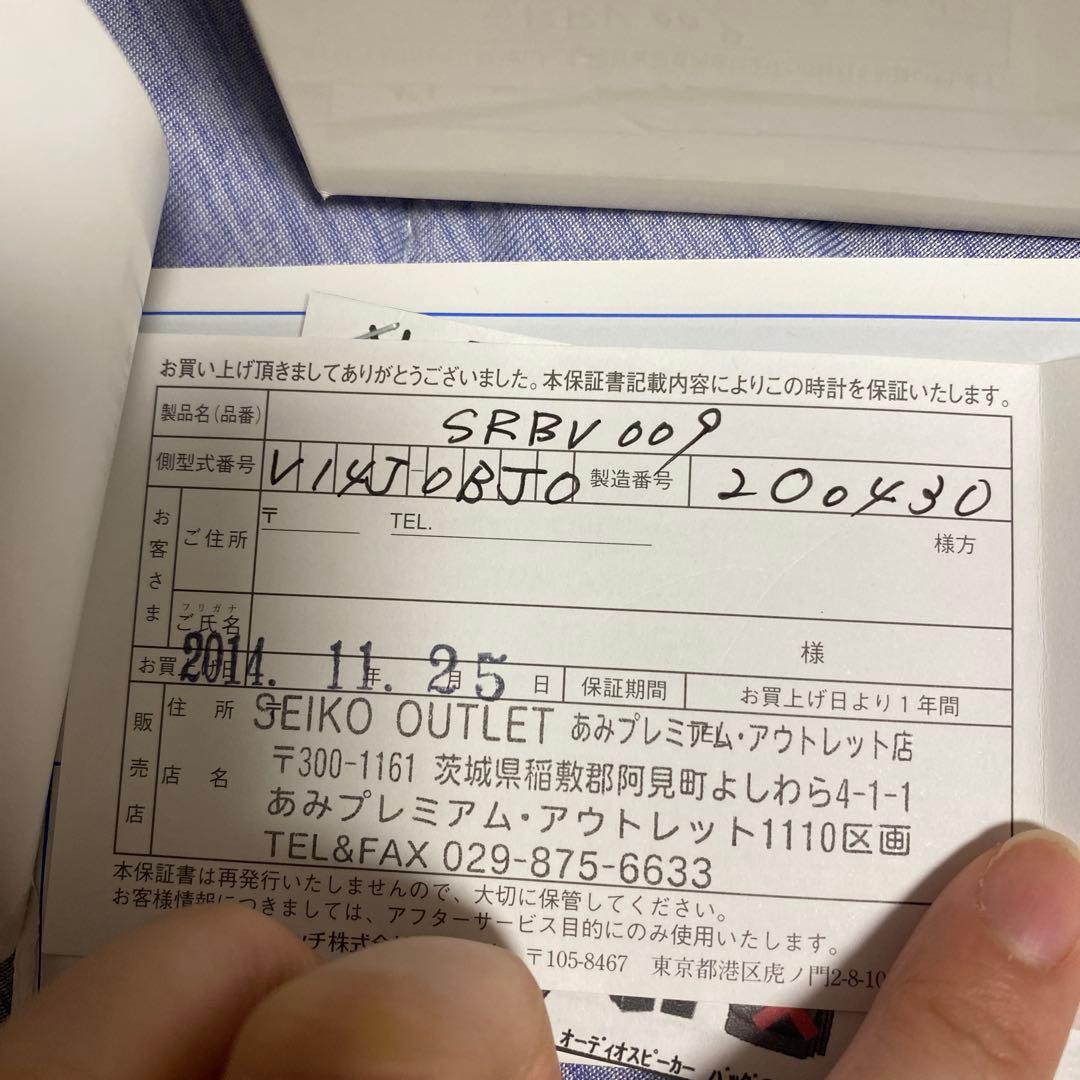 お買い上げ頂きましてありがとうございました。本保証書記載内容によりこの時計を保証いたします。
製品名(品番) SRBV009
側型式番号 V14J-0BJ0 製造番号 200430
お客さま
ご住所 〒 TEL. 様方
フリガナ
ご氏名 様
お買 げ日 2014. 年 11. 月 25 日 保証期間 お買上げ日より1年間
販売店
住所 〒 SEIKO OUTLET あみプレミアム・アウトレット店
〒300-1161 茨城県稲敷郡阿見町よしわら4-1-1
店名 あみプレミアム・アウトレット1110区画
TEL&FAX 029-875-6633
本保証書は再発行いたしませんので、大切に保管してください。
お客様情報につきましては、アフターサービス目的にのみ使用いたします。
ッチ株式会 〒105-8467 東京都港区虎ノ門2-8-10
オーディオスピーカー